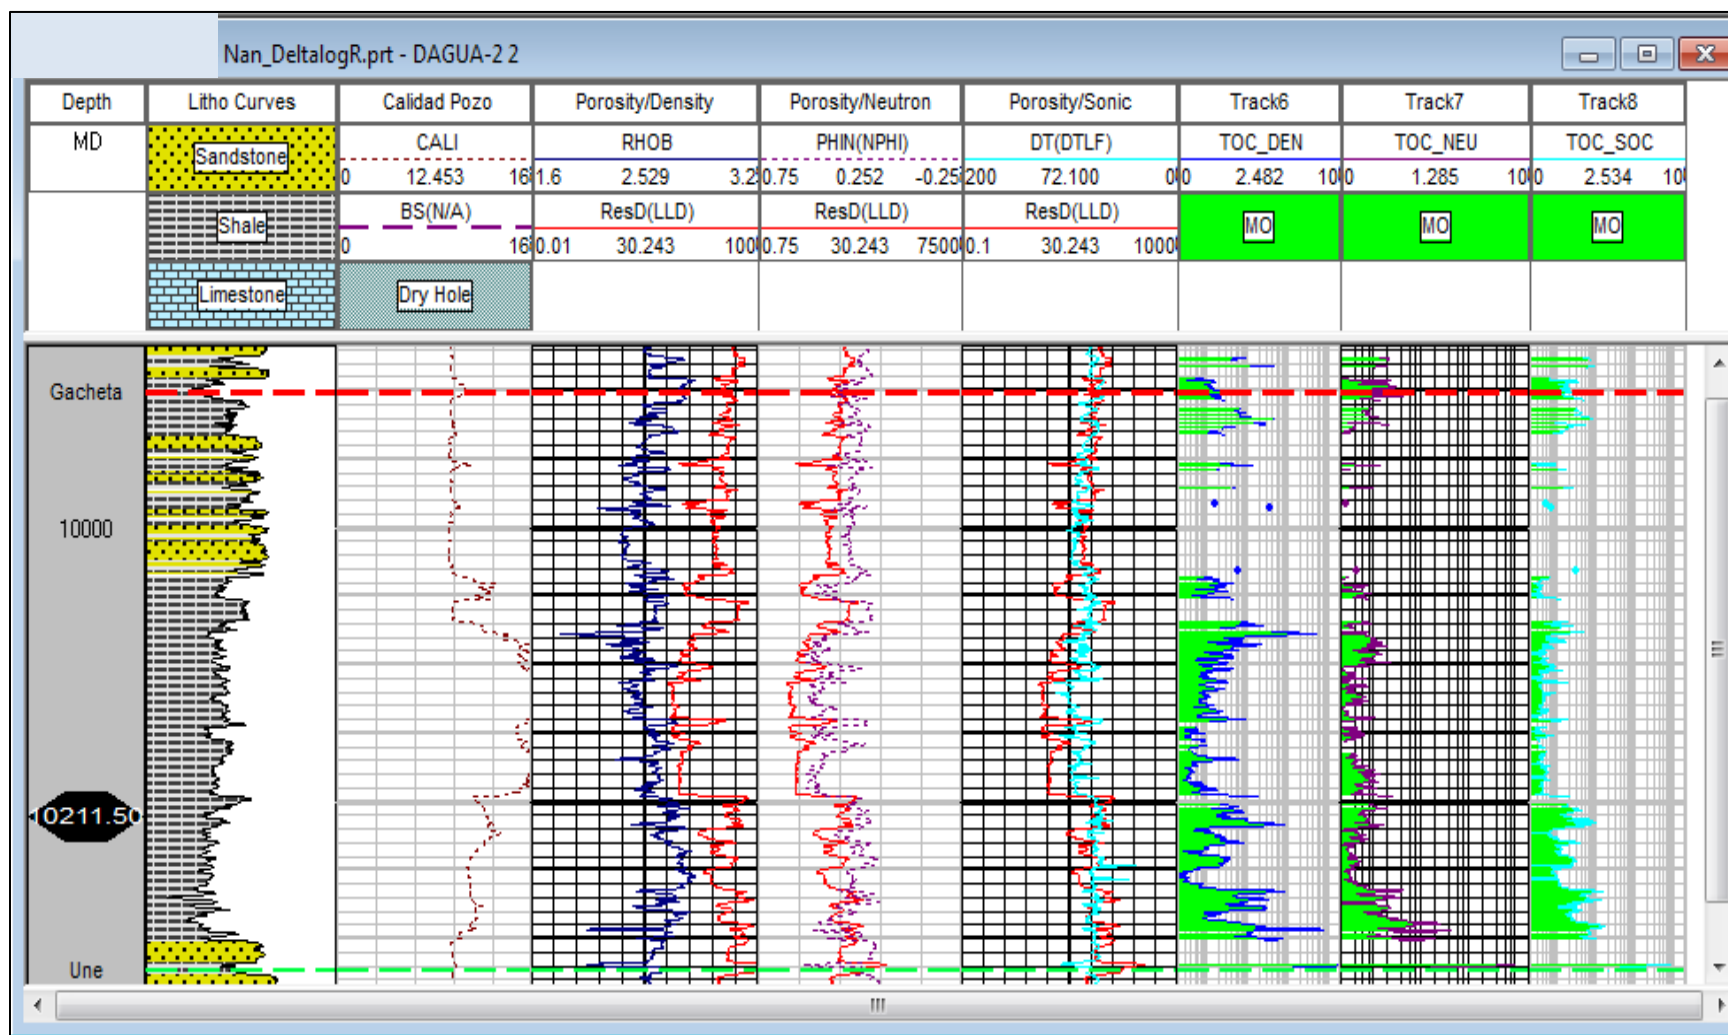 Nan_DeltalogR.prt - DAGUA-2 2
Depth Litho Curves Calidad Pozo Porosity/Density Porosity/Neutron Porosity/Sonic Track6 Track7 Track8
MD Sandstone CALI RHOB PHIN(NPHI) DT(DTLF) TOC_DEN TOC_NEU TOC_SOC
0 12.453 16 1.6 2.529 3.2 0.75 0.252 -0.25 200 72.100 0 0 2.482 10 0 1.285 10 0 2.534 10
Shale BS(N/A) ResD(LLD) ResD(LLD) ResD(LLD) MO MO MO
0 16 0.01 30.243 100 0.75 30.243 7500 0.1 30.243 1000
Limestone Dry Hole
Gacheta
10000
10211.50
Une